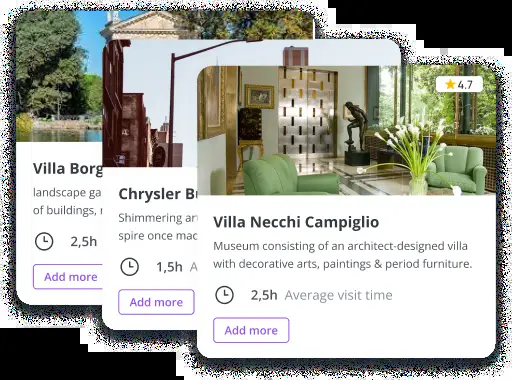 Villa Borg
landscape ga
of buildings, 
2,5h
Add more
Chrysler B
Shimmering ar
spire once mad
1,5h A
Add more
4.7
Villa Necchi Campiglio
Museum consisting of an architect-designed villa
with decorative arts, paintings & period furniture.
2,5h Average visit time
Add more